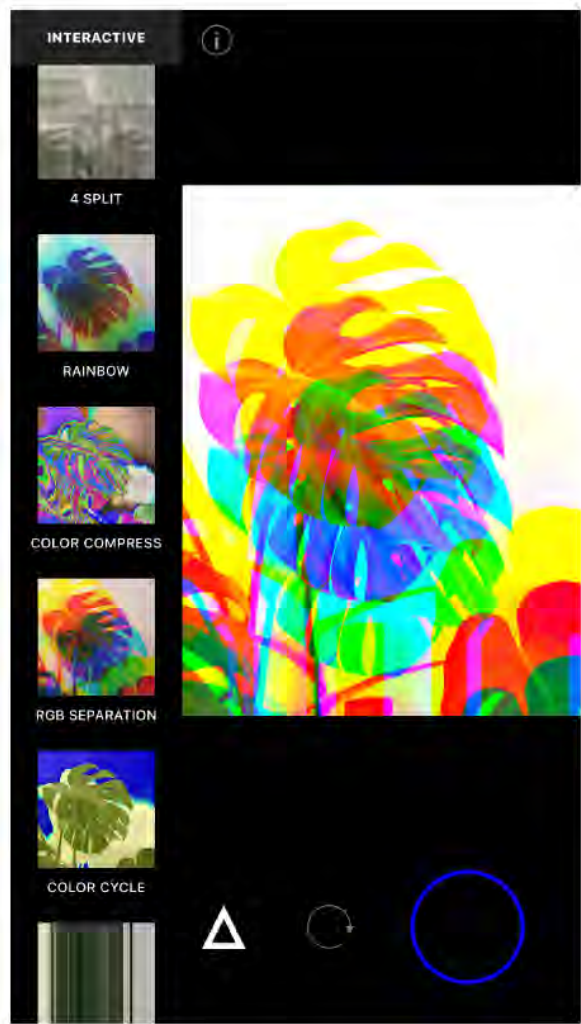 INTERACTIVE
i
4 SPLIT
RAINBOW
COLOR COMPRESS
RGB SEPARATION
COLOR CYCLE